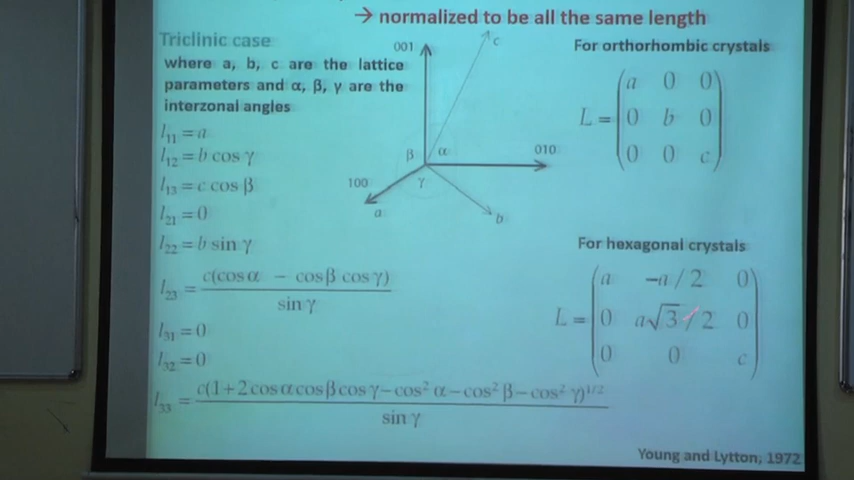 → normalized to be all the same length
Triclinic case
where a, b, c are the lattice
parameters and α, β, γ are the
interzonal angles
l₁₁ = a
l₁₂ = b cos γ
l₁₃ = c cos β
l₂₁ = 0
l₂₂ = b sin γ
l₂₃ = c(cos α − cos β cos γ) / sin γ
l₃₁ = 0
l₃₂ = 0
l₃₃ = c(1 + 2 cos α cos β cos γ − cos² α − cos² β − cos² γ)¹/² / sin γ
001
c
β α
010
100
γ
a
b
For orthorhombic crystals
a 0 0
L = 0 b 0
0 0 c
For hexagonal crystals
a −a / 2 0
L = 0 a√3 / 2 0
0 0 c
Young and Lytton, 1972